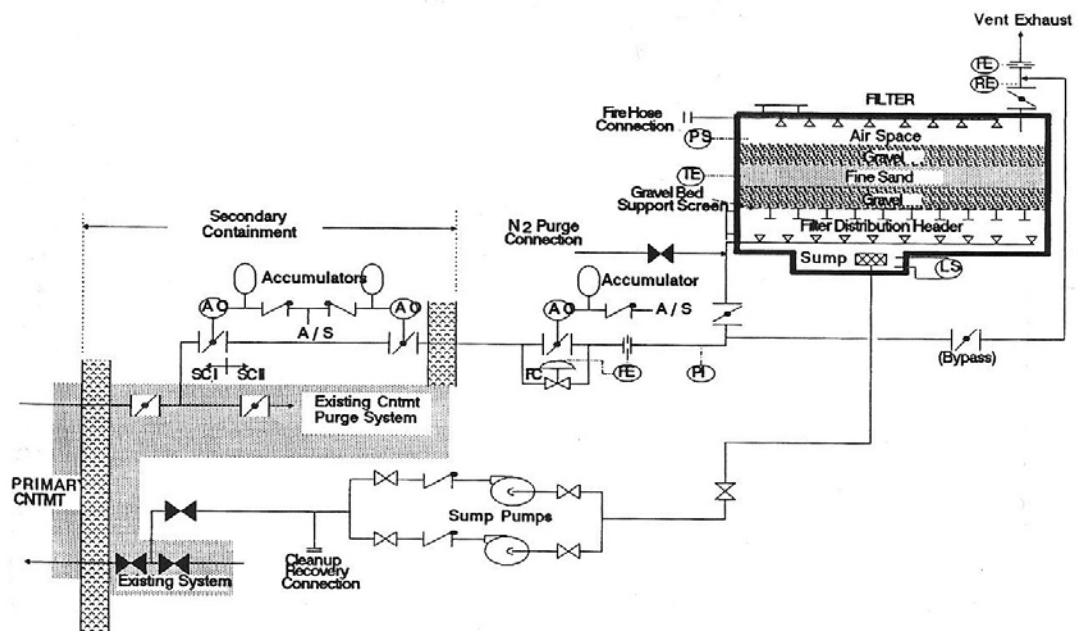 Vent Exhaust
FE
RE
FILTER
Fire Hose
Connection
Air Space
PS
Gravel
TE
Fine Sand
Gravel Bed
Support Screen
Gravel
Secondary
Containment
N2 Purge
Connection
Filter Distribution Header
Sump
LS
Accumulators
Accumulator
AO
AO
AO
A/S
A/S
(Bypass)
SCI
SCII
FC
FE
PI
Existing Cntmt
Purge System
PRIMARY
CNTMT
Sump Pumps
Cleanup
Recovery
Connection
Existing System